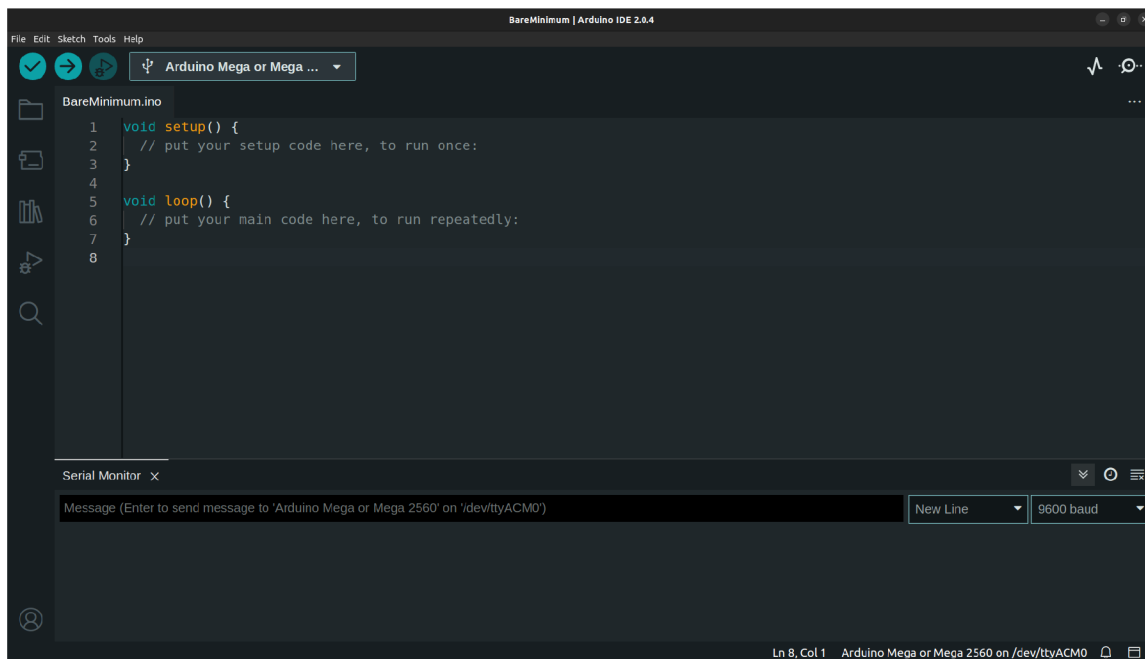 BareMinimum | Arduino IDE 2.0.4
File Edit Sketch Tools Help
Arduino Mega or Mega ...
BareMinimum.ino
...
1 void setup() {
2 // put your setup code here, to run once:
3 }
4
5 void loop() {
6 // put your main code here, to run repeatedly:
7 }
8
Serial Monitor
Message (Enter to send message to 'Arduino Mega or Mega 2560' on '/dev/ttyACM0')
New Line
9600 baud
Ln 8, Col 1 Arduino Mega or Mega 2560 on /dev/ttyACM0